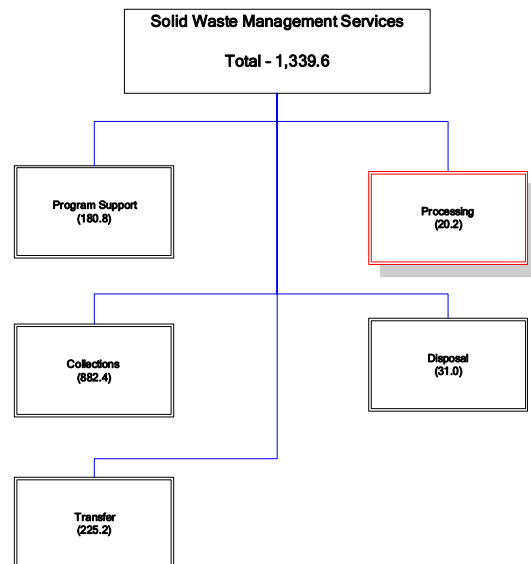 Solid Waste Management Services
Total - 1,339.6
Program Support
(180.8)
Processing
(20.2)
Collections
(882.4)
Disposal
(31.0)
Transfer
(225.2)